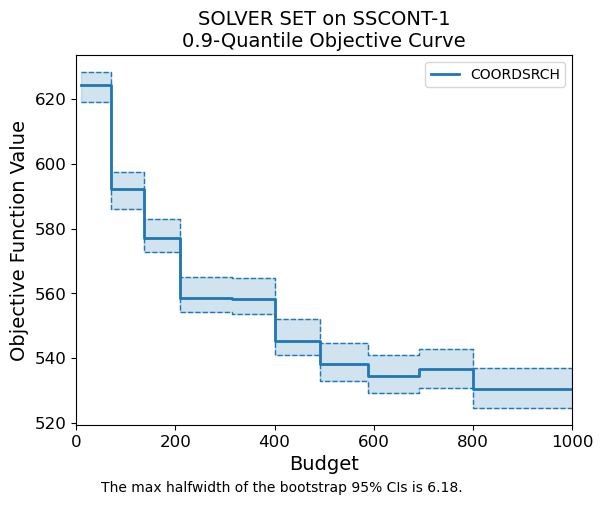 SOLVER SET on SSCONT-1
0.9-Quantile Objective Curve
COORDSRCH
Objective Function Value
620
600
580
560
540
520
0 200 400 600 800 1000
Budget
The max halfwidth of the bootstrap 95% CIs is 6.18.